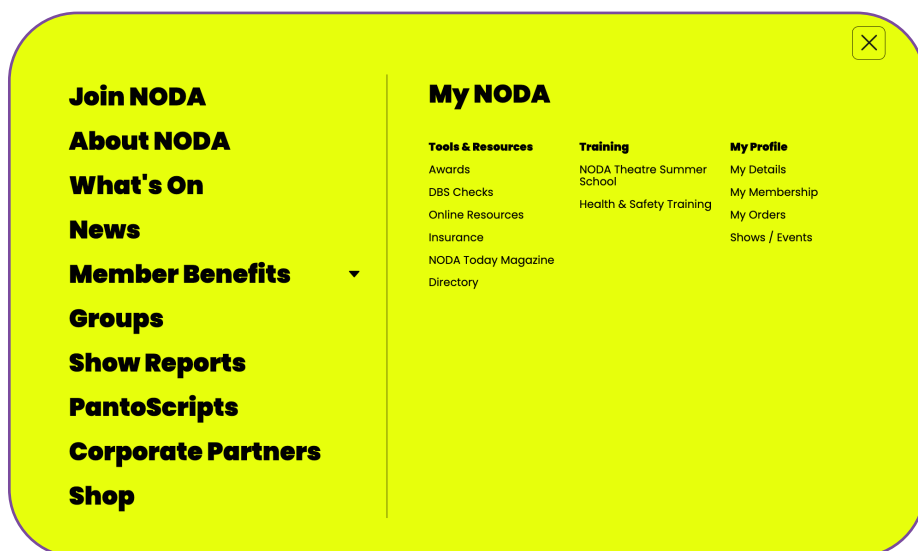 Join NODA
About NODA
What's On
News
Member Benefits
Groups
Show Reports
PantoScripts
Corporate Partners
Shop
My NODA
Tools & Resources
Awards
DBS Checks
Online Resources
Insurance
NODA Today Magazine
Directory
Training
NODA Theatre Summer
School
Health & Safety Training
My Profile
My Details
My Membership
My Orders
Shows / Events